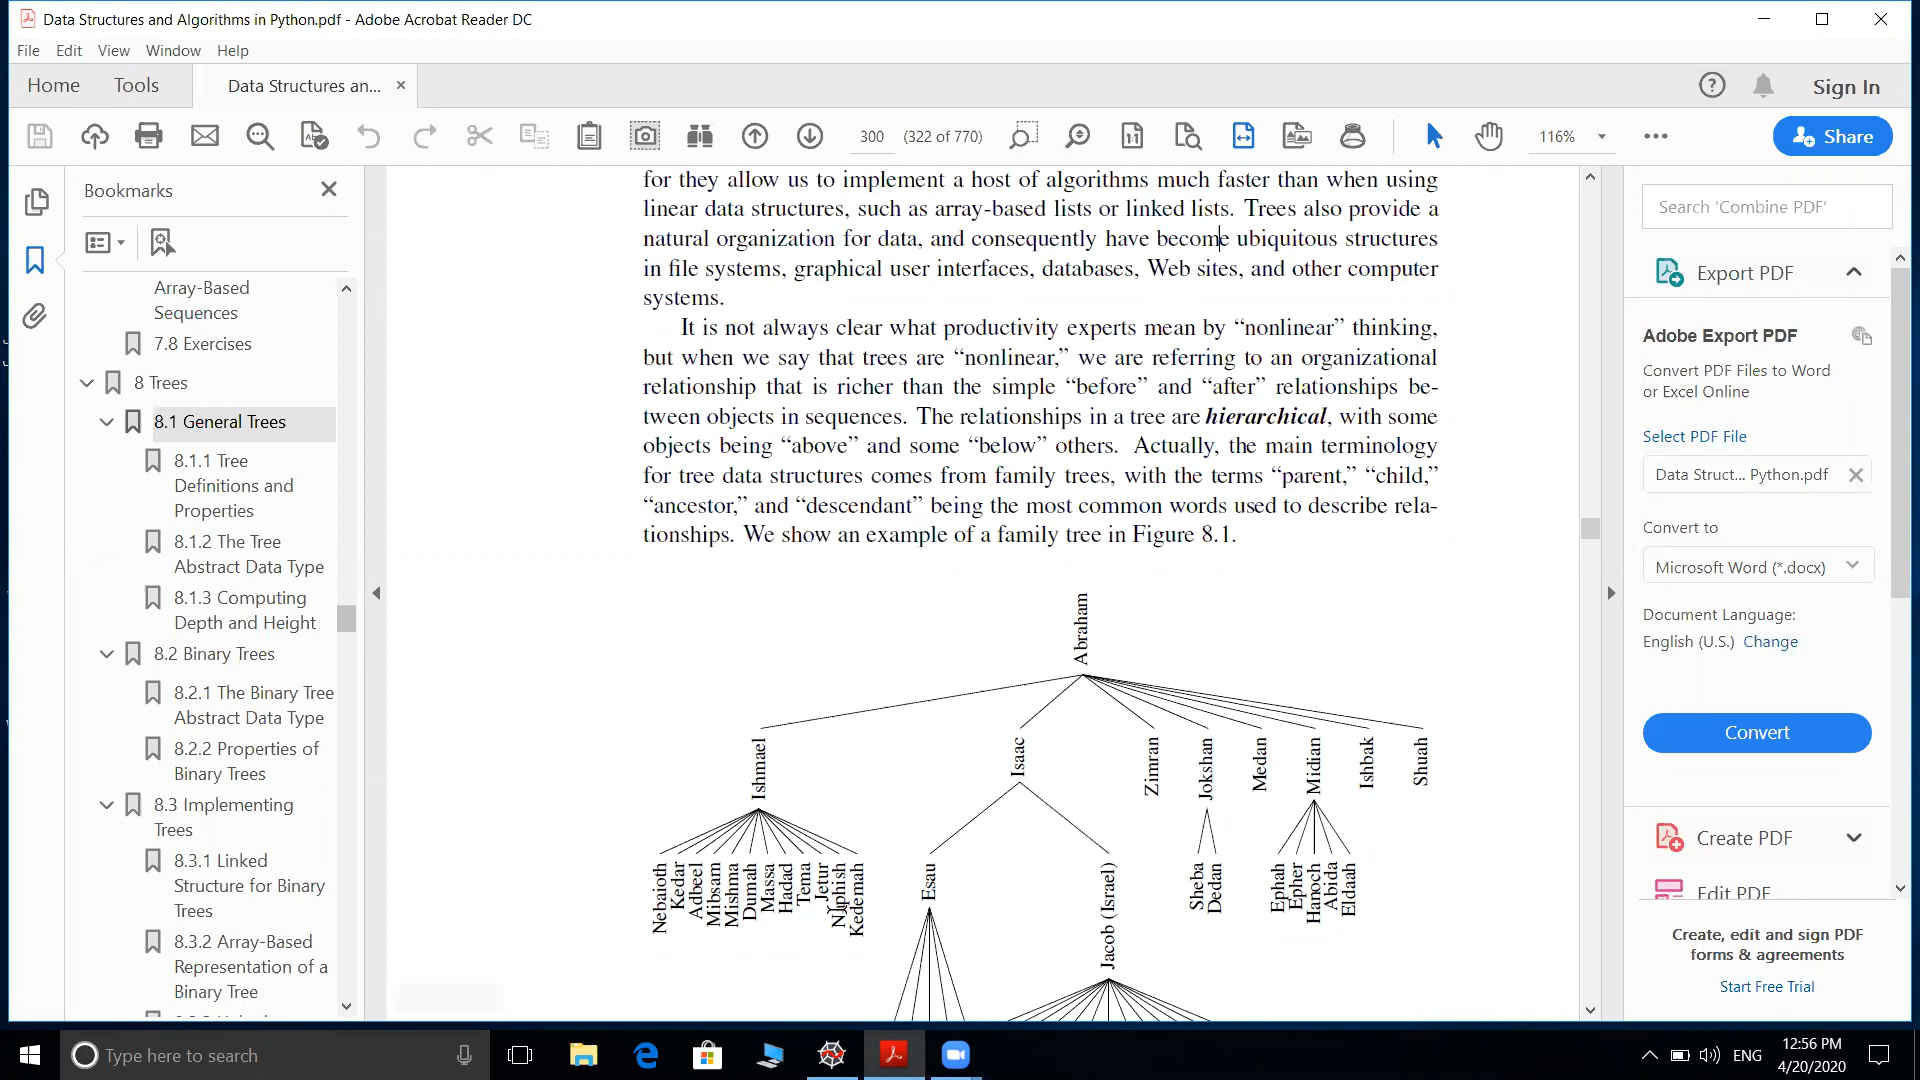 Data Structures and Algorithms in Python.pdf - Adobe Acrobat Reader DC
File Edit View Window Help
Home Tools Data Structures an... Sign In
300 (322 of 770) 116% Share
Bookmarks
Array-Based
Sequences
7.8 Exercises
8 Trees
8.1 General Trees
8.1.1 Tree
Definitions and
Properties
8.1.2 The Tree
Abstract Data Type
8.1.3 Computing
Depth and Height
8.2 Binary Trees
8.2.1 The Binary Tree
Abstract Data Type
8.2.2 Properties of
Binary Trees
8.3 Implementing
Trees
8.3.1 Linked
Structure for Binary
Trees
8.3.2 Array-Based
Representation of a
Binary Tree
for they allow us to implement a host of algorithms much faster than when using
linear data structures, such as array-based lists or linked lists. Trees also provide a
natural organization for data, and consequently have become ubiquitous structures
in file systems, graphical user interfaces, databases, Web sites, and other computer
systems.
It is not always clear what productivity experts mean by “nonlinear” thinking,
but when we say that trees are “nonlinear,” we are referring to an organizational
relationship that is richer than the simple “before” and “after” relationships be-
tween objects in sequences. The relationships in a tree are hierarchical, with some
objects being “above” and some “below” others. Actually, the main terminology
for tree data structures comes from family trees, with the terms “parent,” “child,”
“ancestor,” and “descendant” being the most common words used to describe rela-
tionships. We show an example of a family tree in Figure 8.1.
Abraham
Ishmael
Isaac
Zimran
Jokshan
Medan
Midian
Ishbak
Shuah
Nebaioth
Kedar
Adbeel
Mibsam
Mishma
Dumah
Massa
Hadad
Tema
Jetur
Naphish
Kedemah
Esau
Jacob (Israel)
Sheba
Dedan
Ephah
Epher
Hanoch
Abida
Eldaah
Search 'Combine PDF'
Export PDF
Adobe Export PDF
Convert PDF Files to Word
or Excel Online
Select PDF File
Data Struct... Python.pdf
Convert to
Microsoft Word (*.docx)
Document Language:
English (U.S.) Change
Convert
Create PDF
Edit PDF
Create, edit and sign PDF
forms & agreements
Start Free Trial
Type here to search
ENG
12:56 PM
4/20/2020